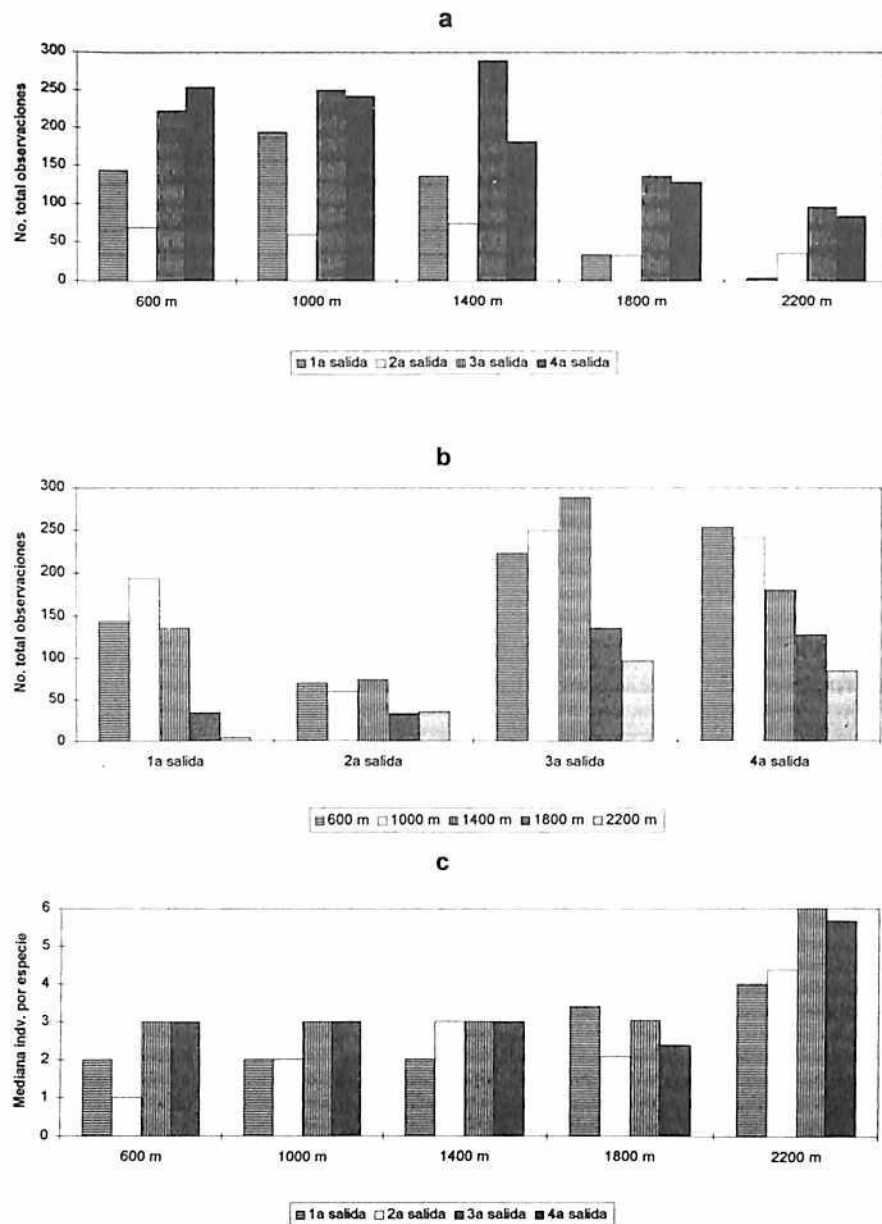 a
No. total observaciones
300
250
200
150
100
50
0
600 m 1000 m 1400 m 1800 m 2200 m
1a salida 2a salida 3a salida 4a salida
b
No. total observaciones
300
250
200
150
100
50
0
1a salida 2a salida 3a salida 4a salida
600 m 1000 m 1400 m 1800 m 2200 m
c
Mediana indv. por especie
6
5
4
3
2
1
0
600 m 1000 m 1400 m 1800 m 2200 m
1a salida 2a salida 3a salida 4a salida